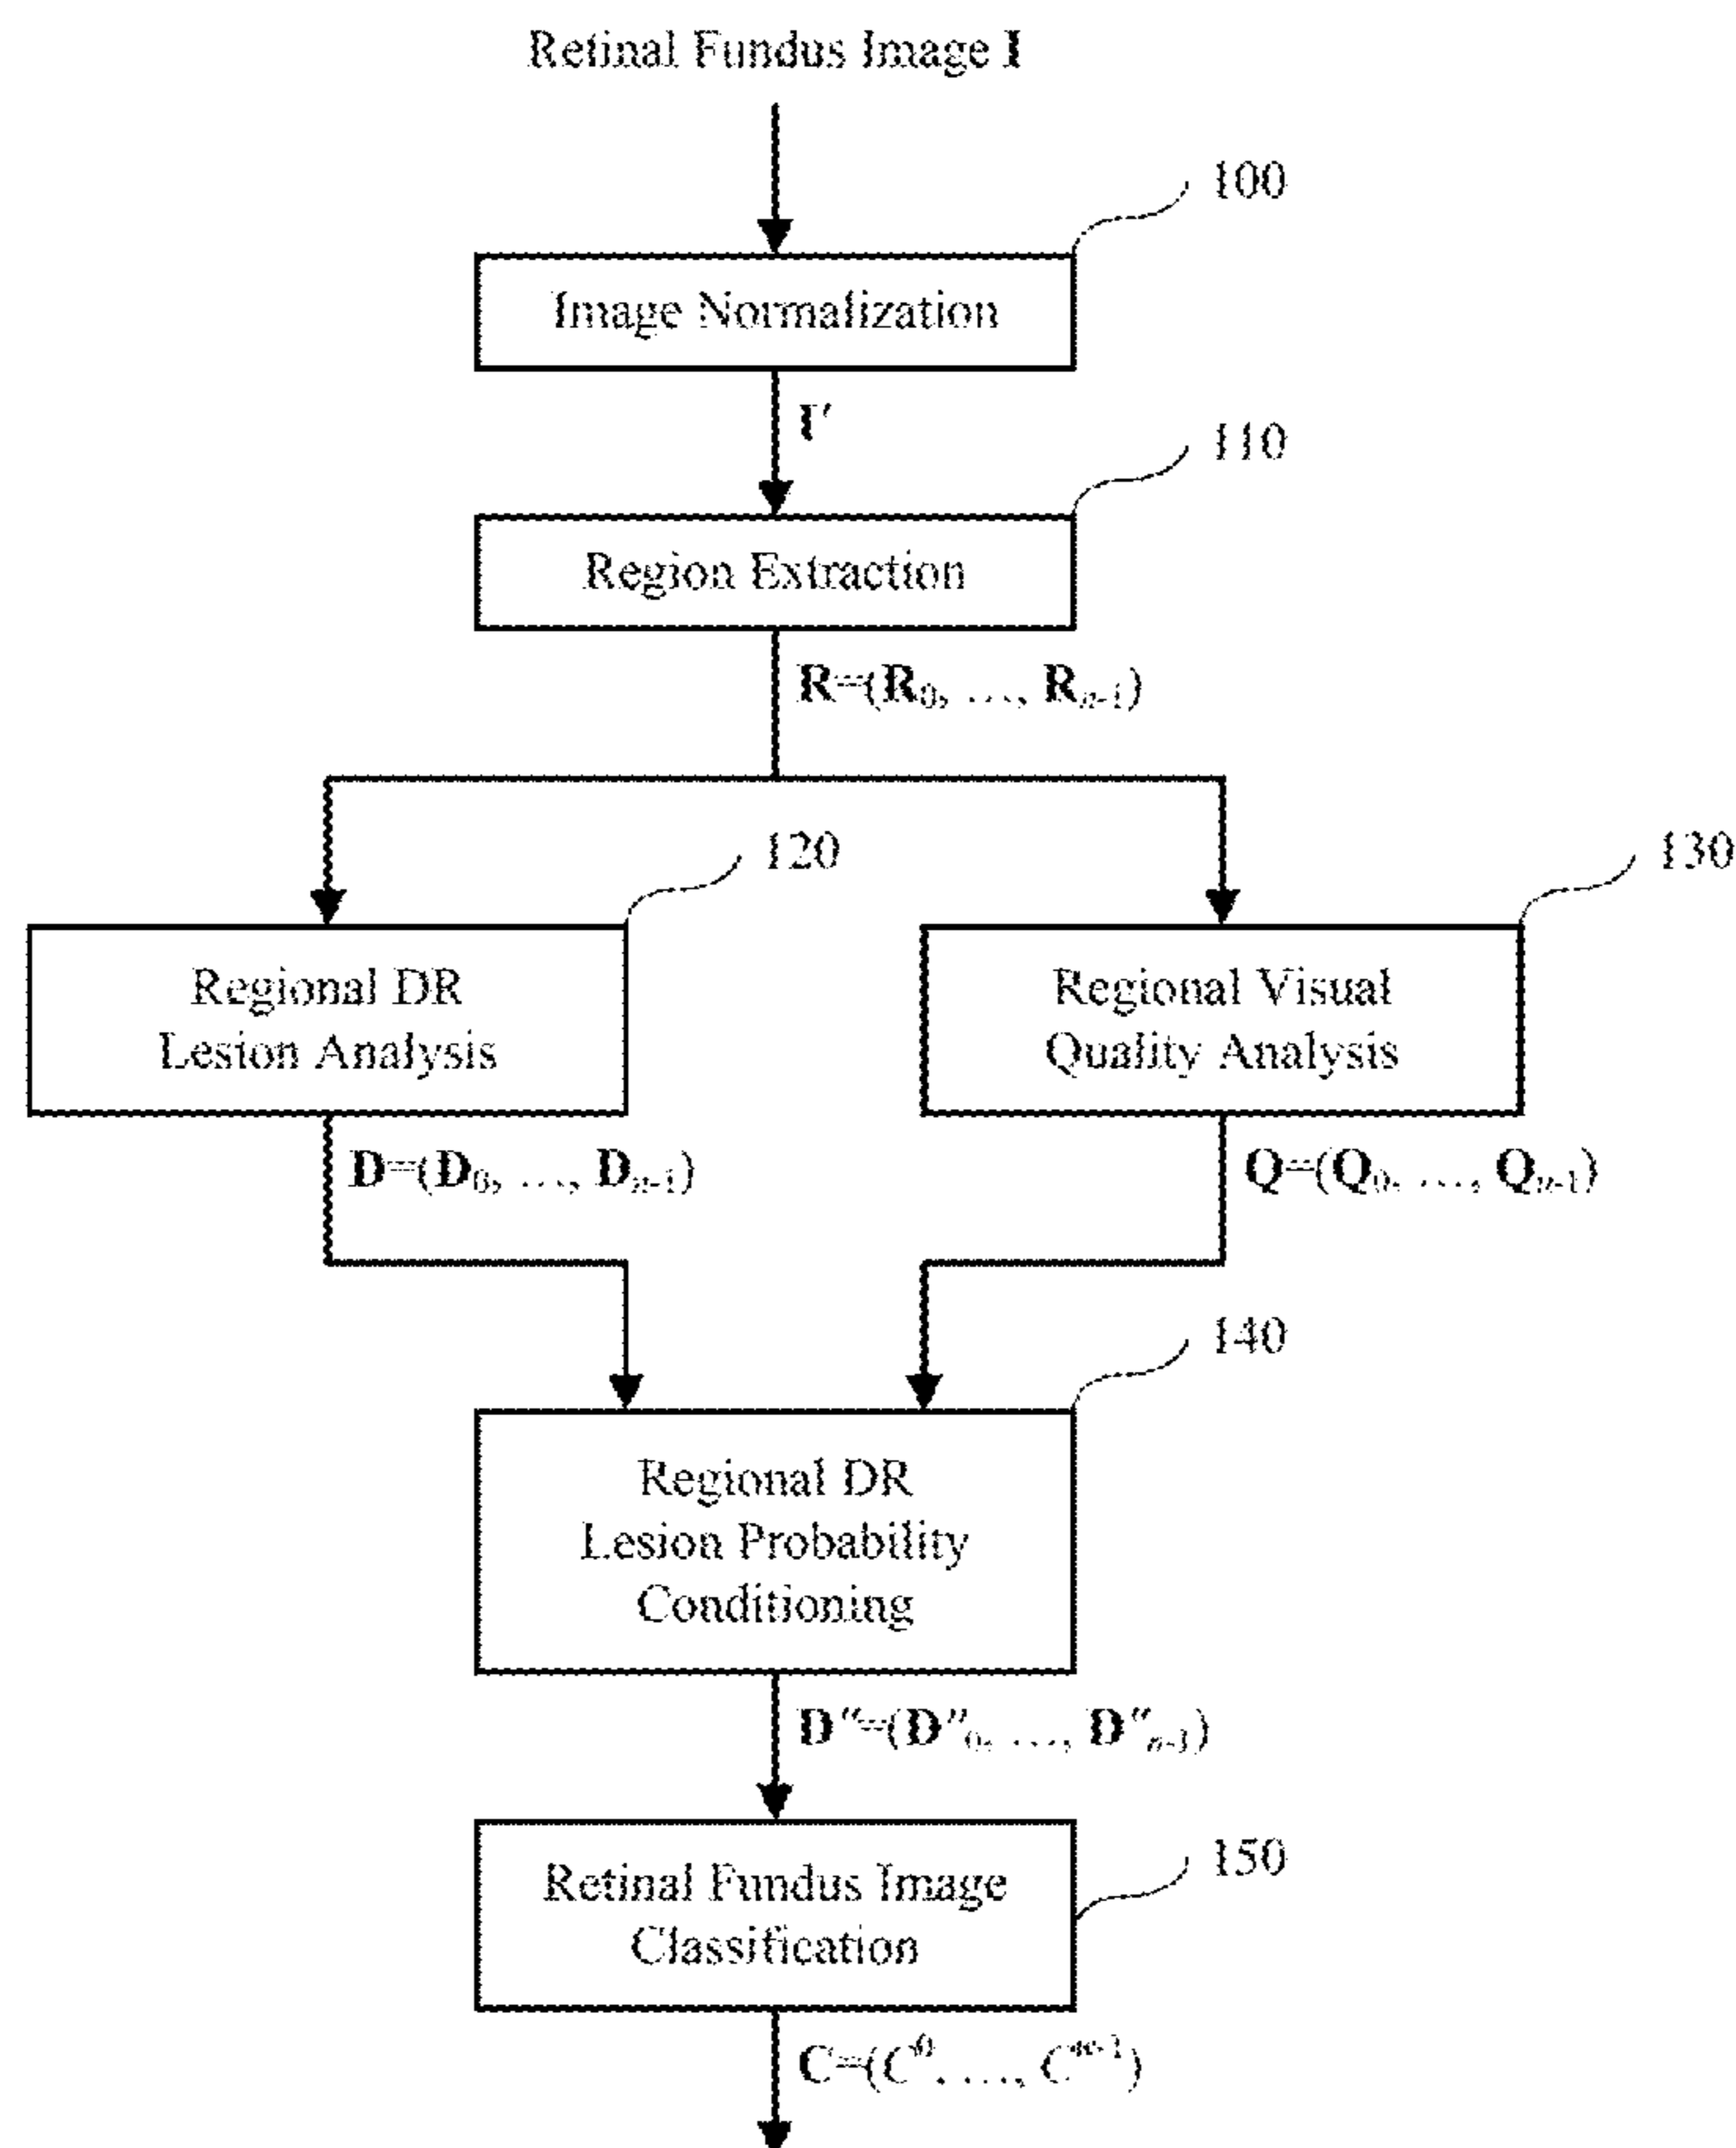 Retinal Fundus Image I
100
Image Normalization
I′
110
Region Extraction
R=(R0, …, Rn-1)
120
130
Regional DR
Lesion Analysis
Regional Visual
Quality Analysis
D=(D0, …, Dn-1)
Q=(Q0, …, Qn-1)
140
Regional DR
Lesion Probability
Conditioning
D″=(D″0, …, D″n-1)
150
Retinal Fundus Image
Classification